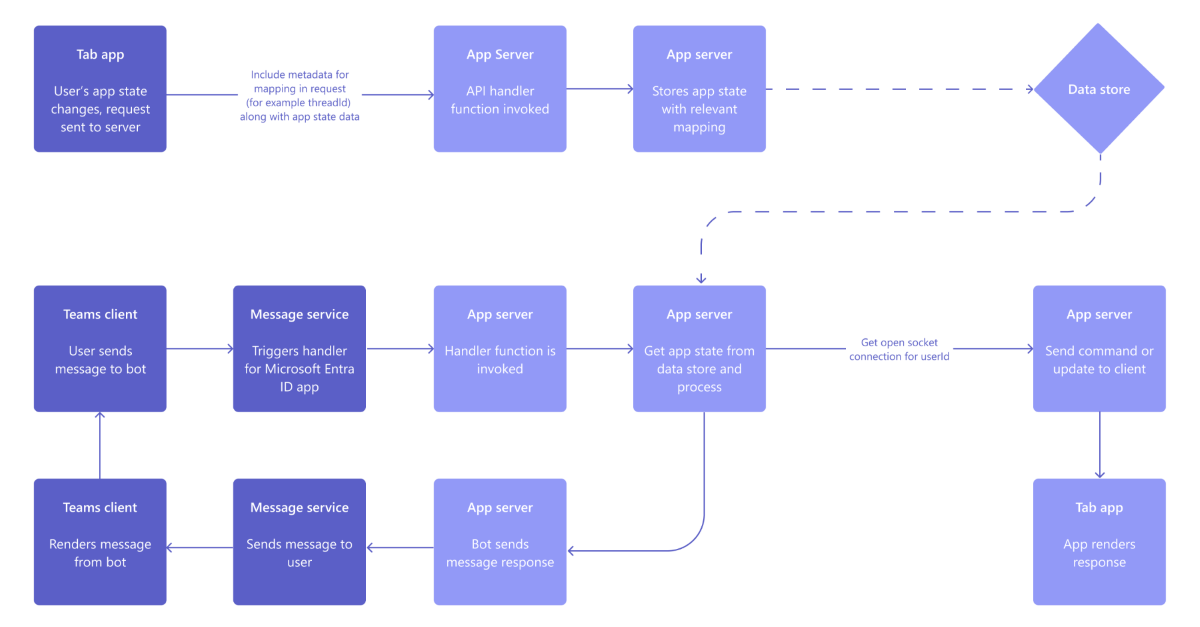 Tab app
User's app state
changes, request
sent to server
Include metadata for
mapping in request
(for example threadId)
along with app state data
App Server
API handler
function invoked
App server
Stores app state
with relevant
mapping
Data store
Teams client
User sends
message to bot
Message service
Triggers handler
for Microsoft Entra
ID app
App server
Handler function is
invoked
App server
Get app state from
data store and
process
Get open socket
connection for userId
App server
Send command or
update to client
Teams client
Renders message
from bot
Message service
Sends message to
user
App server
Bot sends
message response
Tab app
App renders
response